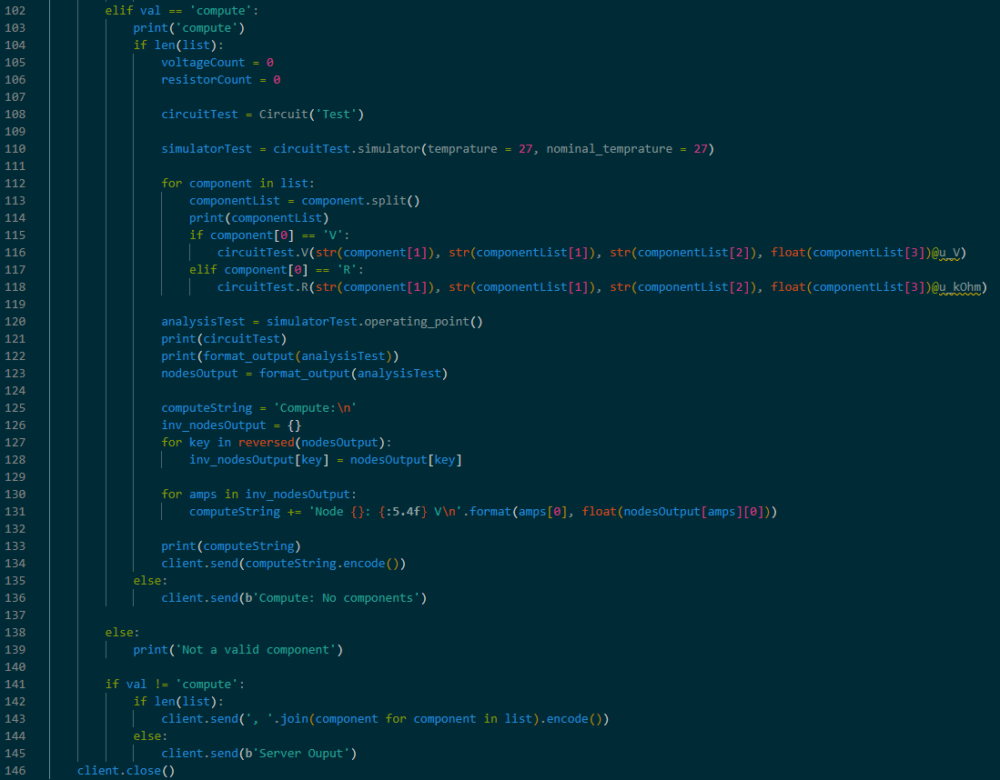 102 elif val == 'compute':
103 print('compute')
104 if len(list):
105 voltageCount = 0
106 resistorCount = 0
107
108 circuitTest = Circuit('Test')
109
110 simulatorTest = circuitTest.simulator(temprature = 27, nominal_temprature = 27)
111
112 for component in list:
113 componentList = component.split()
114 print(componentList)
115 if component[0] == 'V':
116 circuitTest.V(str(component[1]), str(componentList[1]), str(componentList[2]), float(componentList[3])@u_V)
117 elif component[0] == 'R':
118 circuitTest.R(str(component[1]), str(componentList[1]), str(componentList[2]), float(componentList[3])@u_kOhm)
119
120 analysisTest = simulatorTest.operating_point()
121 print(circuitTest)
122 print(format_output(analysisTest))
123 nodesOutput = format_output(analysisTest)
124
125 computeString = 'Compute:\n'
126 inv_nodesOutput = {}
127 for key in reversed(nodesOutput):
128 inv_nodesOutput[key] = nodesOutput[key]
129
130 for amps in inv_nodesOutput:
131 computeString += 'Node {}: {:5.4f} V\n'.format(amps[0], float(nodesOutput[amps][0]))
132
133 print(computeString)
134 client.send(computeString.encode())
135 else:
136 client.send(b'Compute: No components')
137
138 else:
139 print('Not a valid component')
140
141 if val != 'compute':
142 if len(list):
143 client.send(', '.join(component for component in list).encode())
144 else:
145 client.send(b'Server Ouput')
146 client.close()